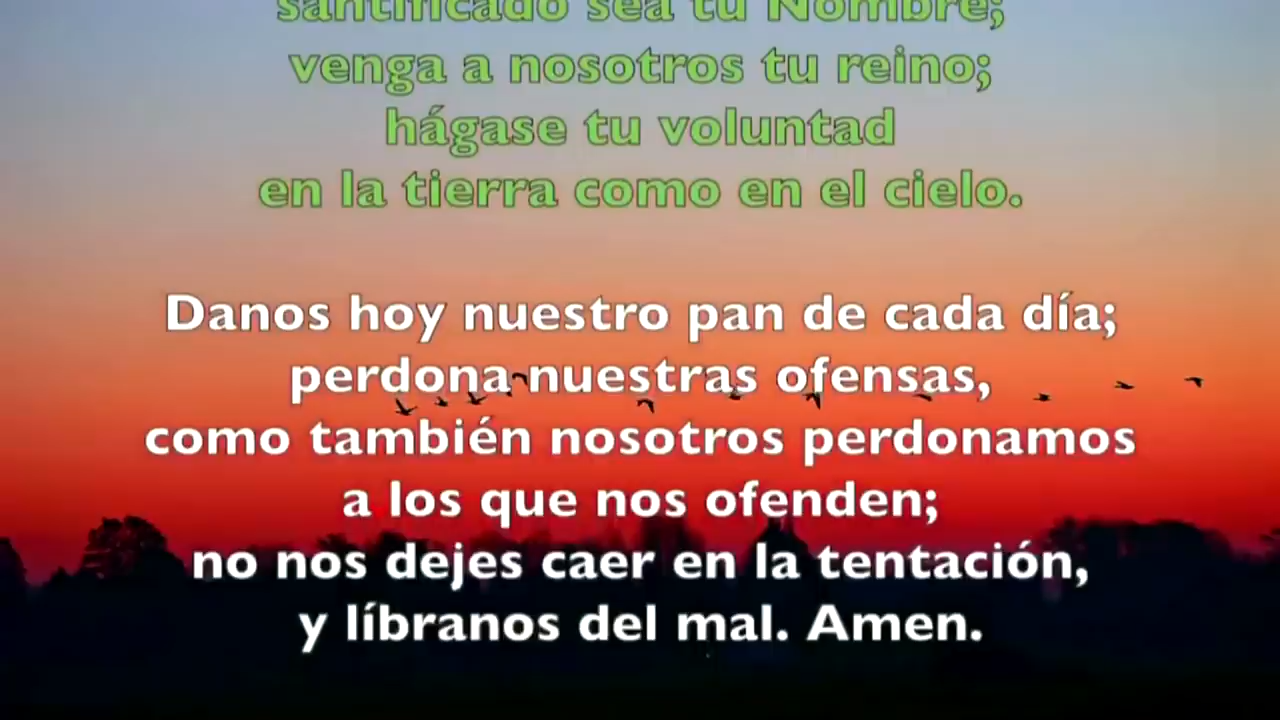 santificado sea tu Nombre;
venga a nosotros tu reino;
hágase tu voluntad
en la tierra como en el cielo.
Danos hoy nuestro pan de cada día;
perdona nuestras ofensas,
como también nosotros perdonamos
a los que nos ofenden;
no nos dejes caer en la tentación,
y líbranos del mal. Amen.